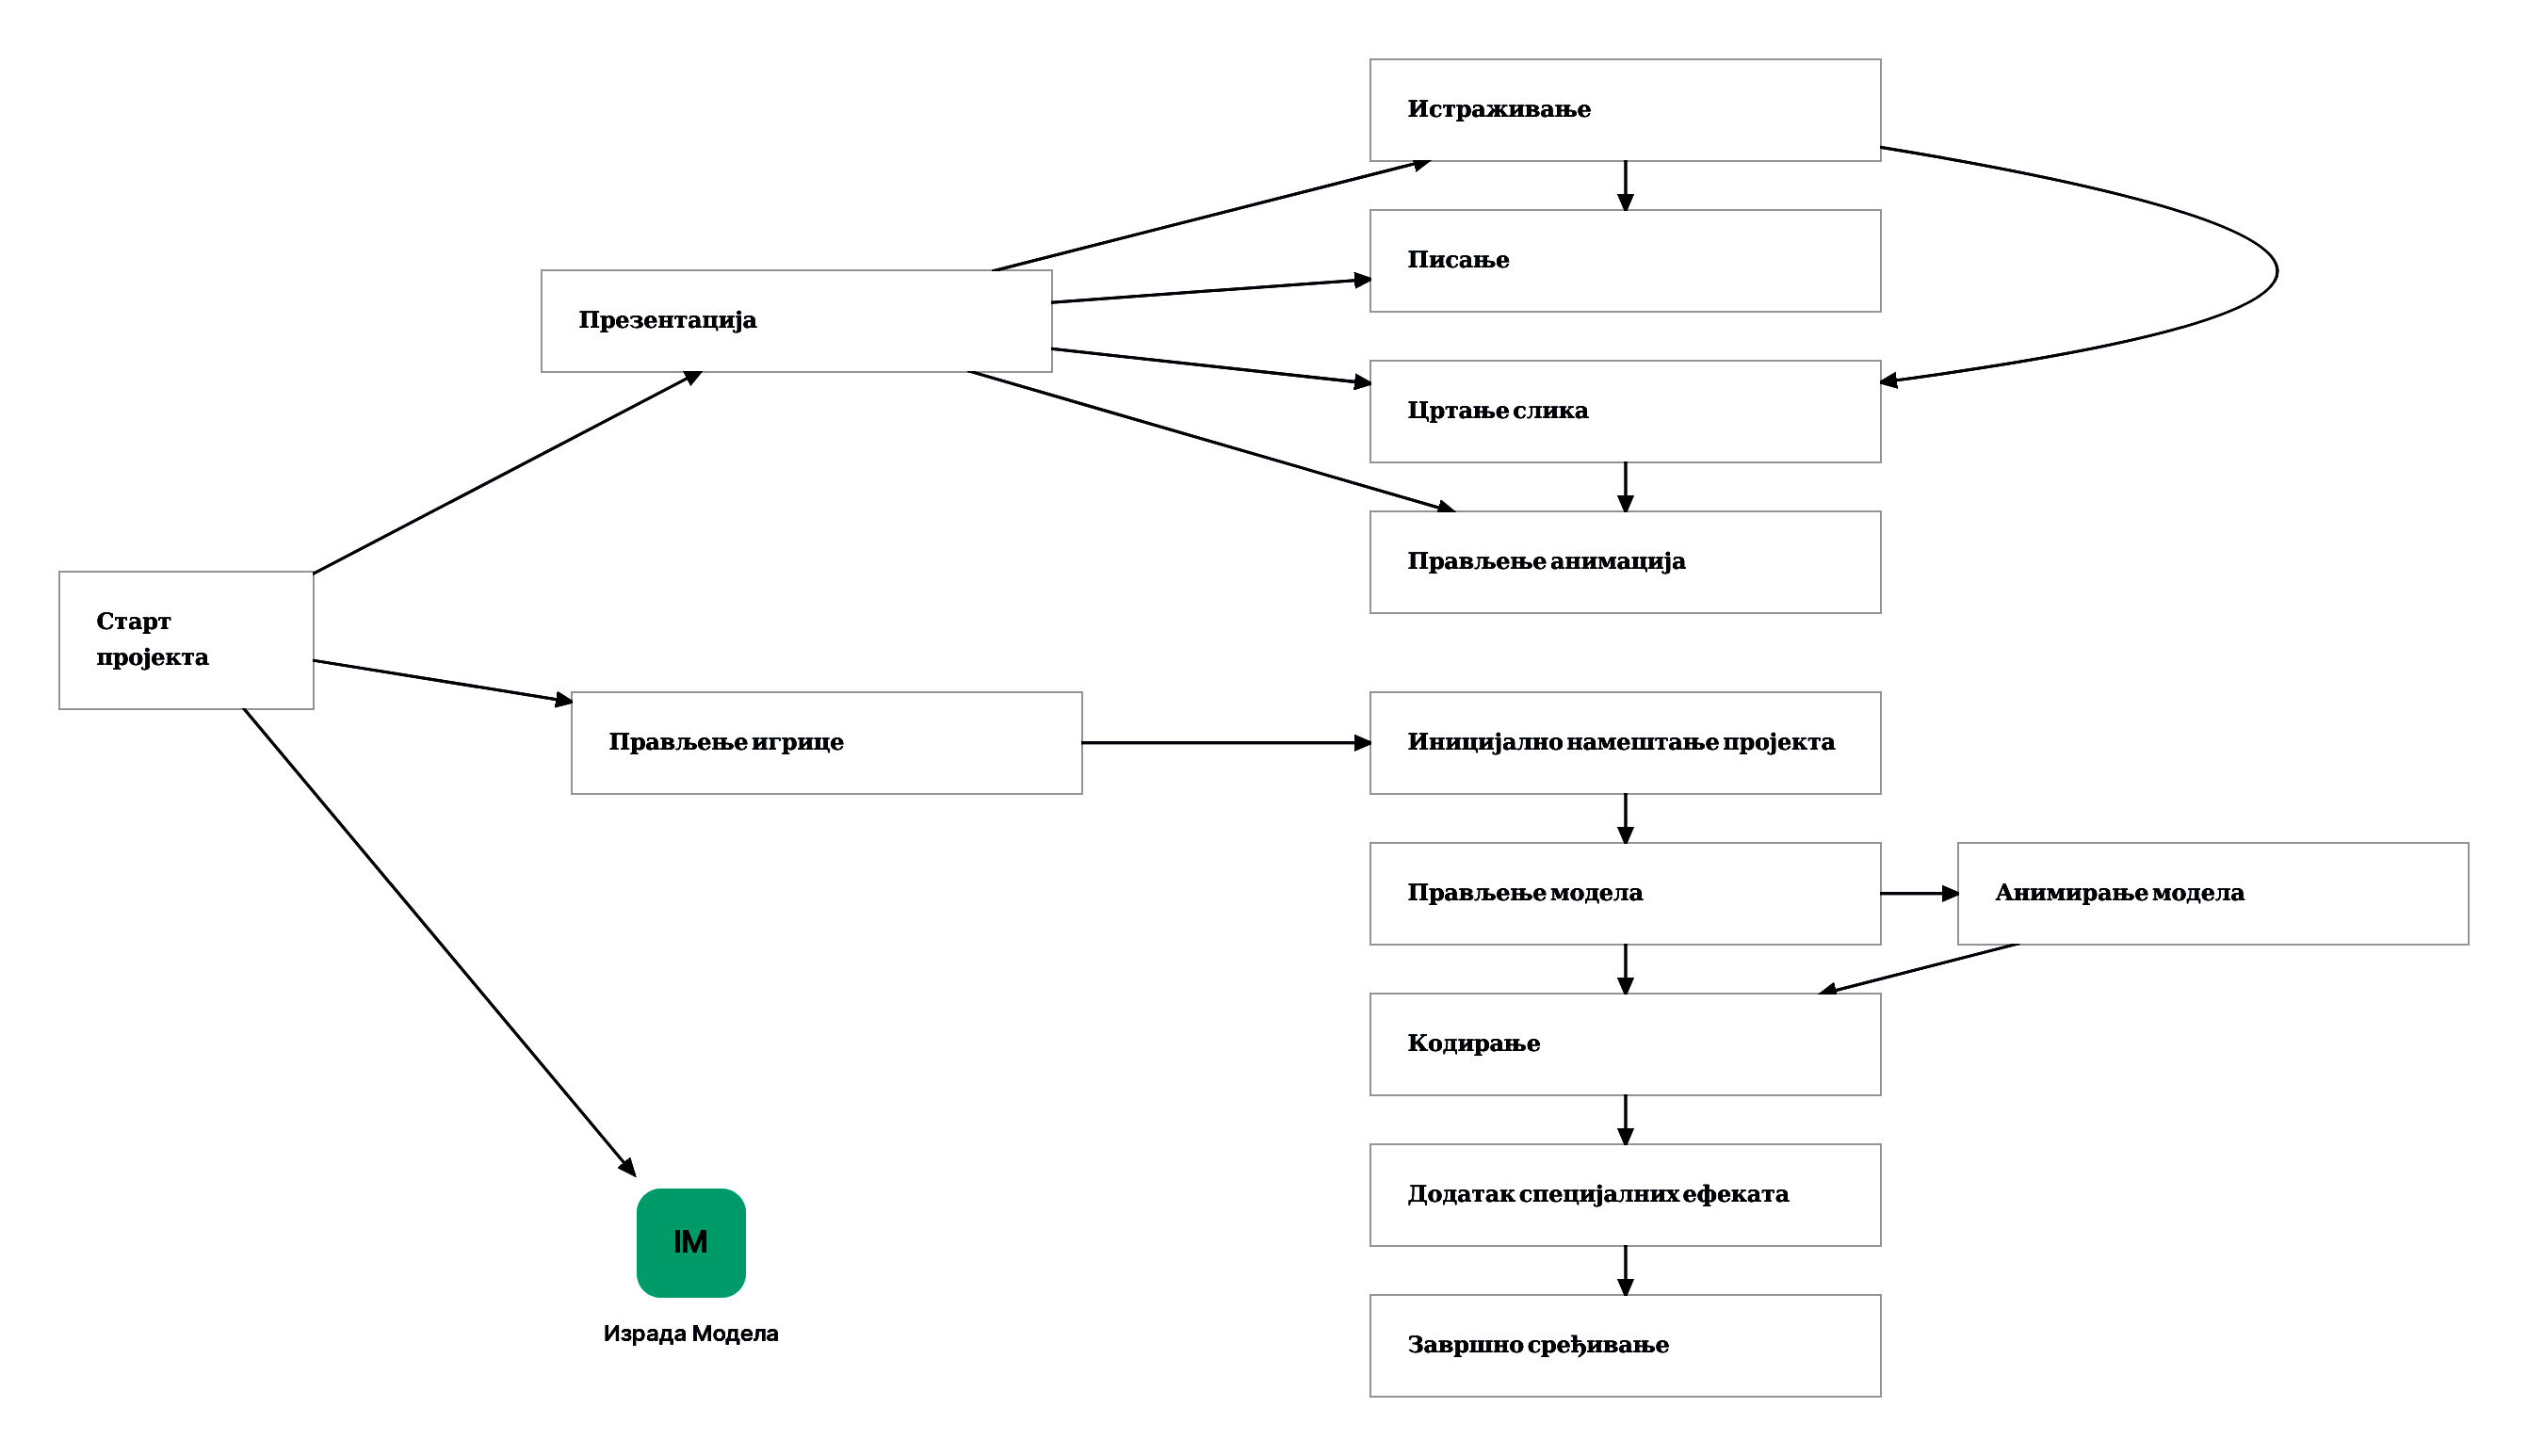 Истраживање
Писање
Презентација
Цртање слика
Прављење анимација
Старт
пројекта
Прављење игрице
Иницијално намештање пројекта
Прављење модела
Анимирање модела
Кодирање
Додатак специјалних ефеката
IM
Израда Модела
Завршно сређивање